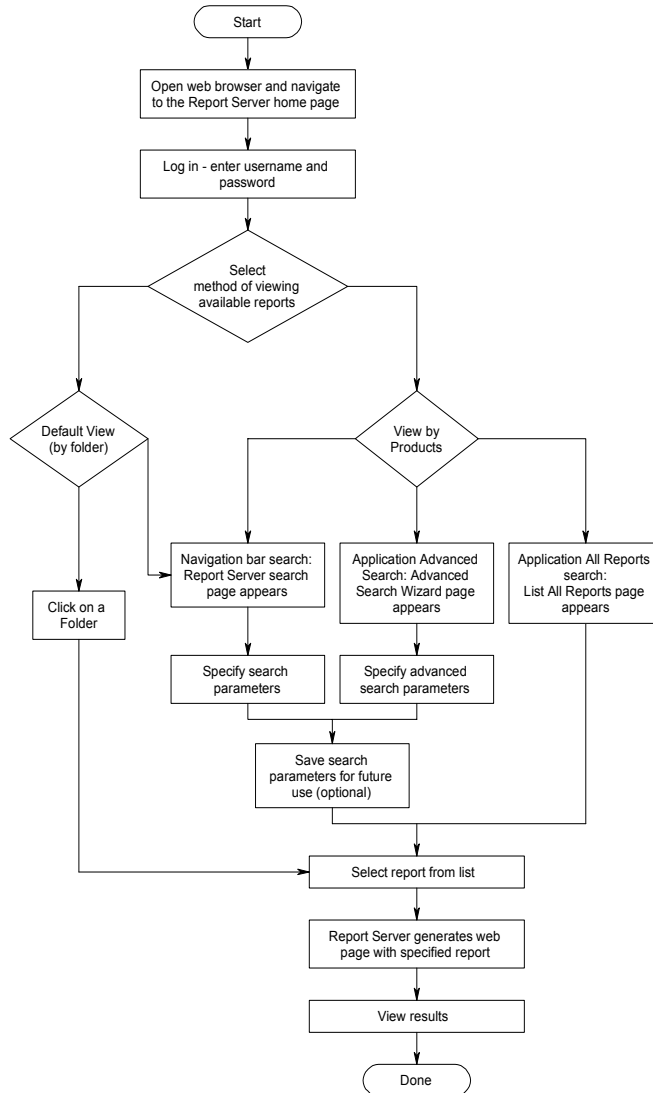 Start
Open web browser and navigate
to the Report Server home page
Log in - enter username and
password
Select
method of viewing
available reports
Default View
(by folder)
View by
Products
Navigation bar search:
Report Server search
page appears
Application Advanced
Search: Advanced
Search Wizard page
appears
Application All Reports
search:
List All Reports page
appears
Click on a
Folder
Specify search
parameters
Specify advanced
search parameters
Save search
parameters for future
use (optional)
Select report from list
Report Server generates web
page with specified report
View results
Done